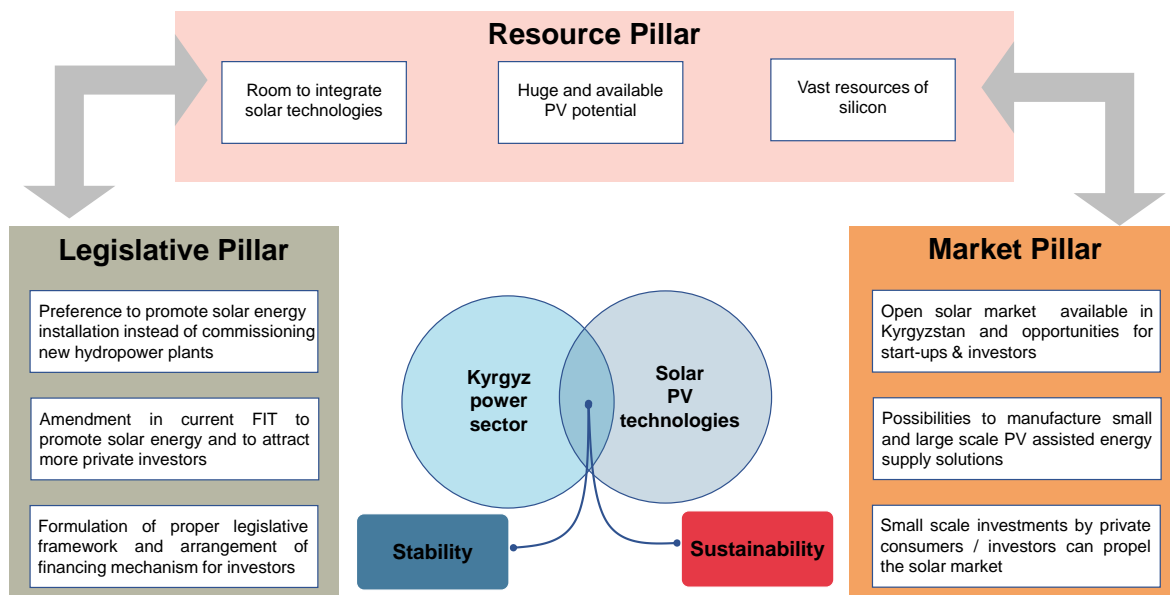 Resource Pillar
Room to integrate
solar technologies
Huge and available
PV potential
Vast resources of
silicon
Legislative Pillar
Preference to promote solar energy
installation instead of commissioning
new hydropower plants
Amendment in current FIT to
promote solar energy and to attract
more private investors
Formulation of proper legislative
framework and arrangement of
financing mechanism for investors
Kyrgyz
power
sector
Solar
PV
technologies
Stability
Sustainability
Market Pillar
Open solar market available in
Kyrgyzstan and opportunities for
start-ups & investors
Possibilities to manufacture small
and large scale PV assisted energy
supply solutions
Small scale investments by private
consumers / investors can propel
the solar market